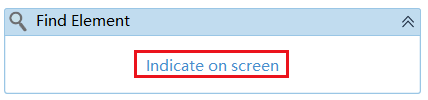 Find Element
Indicate on screen